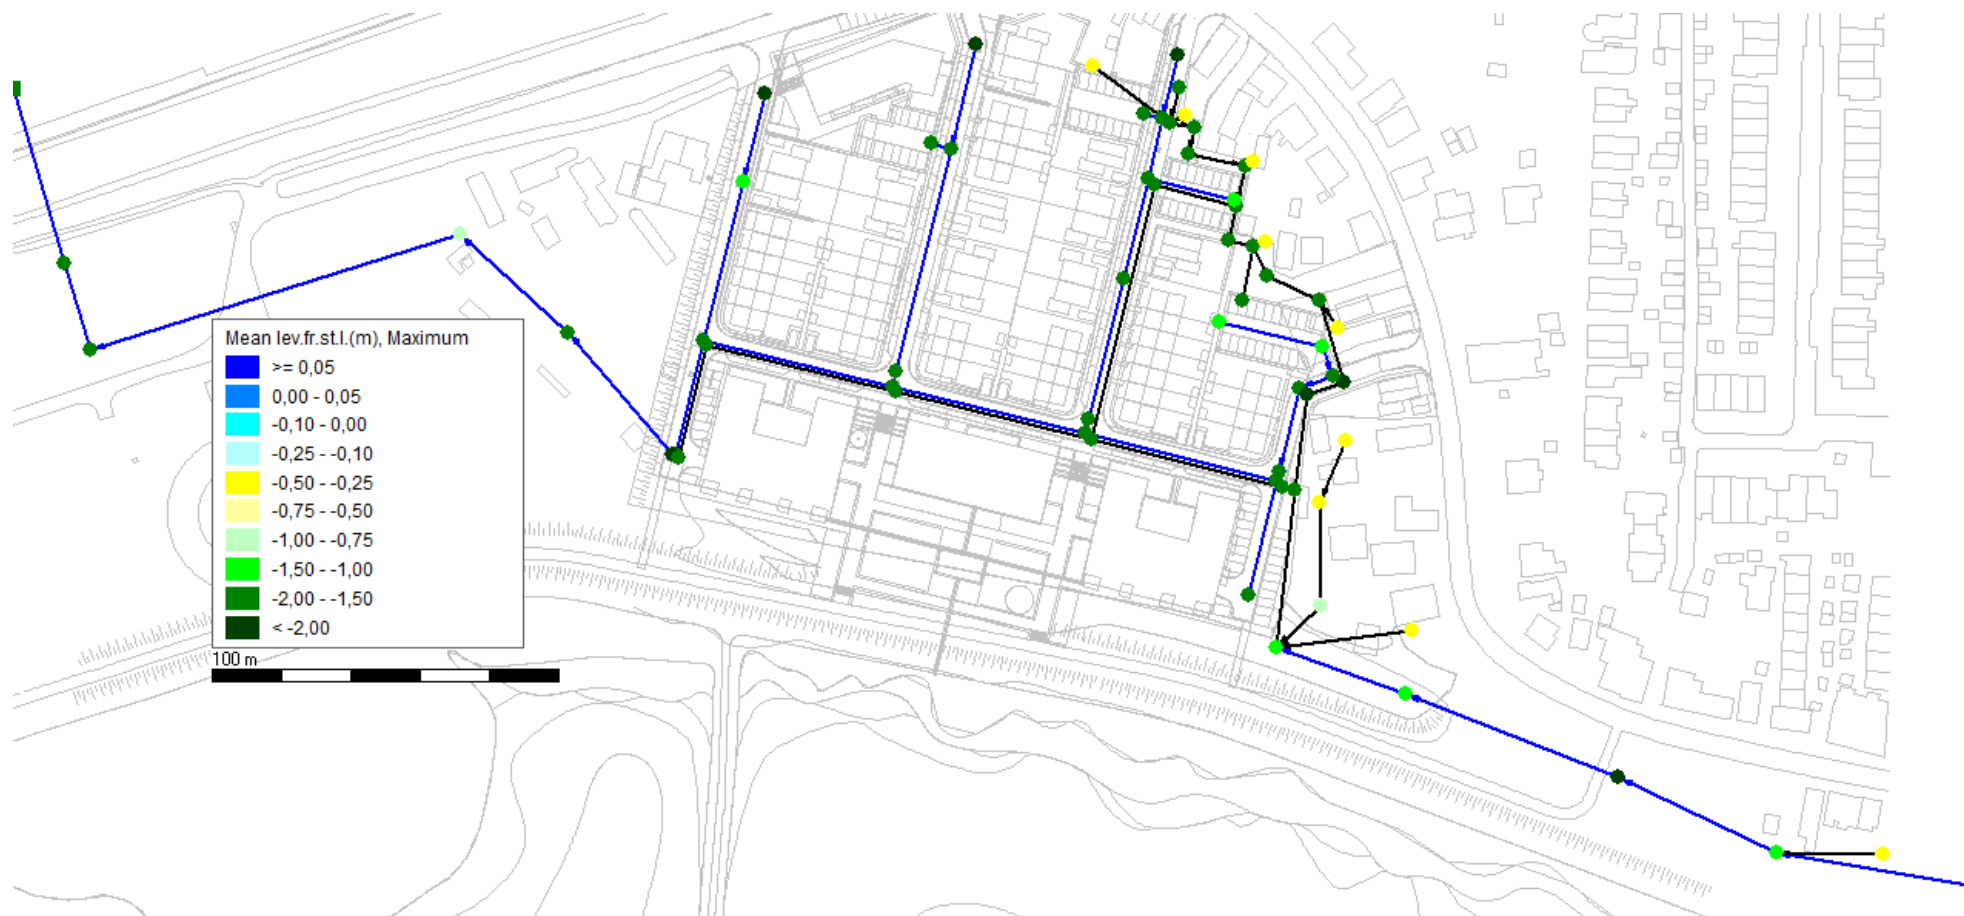 Mean lev.fr.st.l.(m), Maximum
>= 0,05
0,00 - 0,05
-0,10 - 0,00
-0,25 - -0,10
-0,50 - -0,25
-0,75 - -0,50
-1,00 - -0,75
-1,50 - -1,00
-2,00 - -1,50
< -2,00
100 m